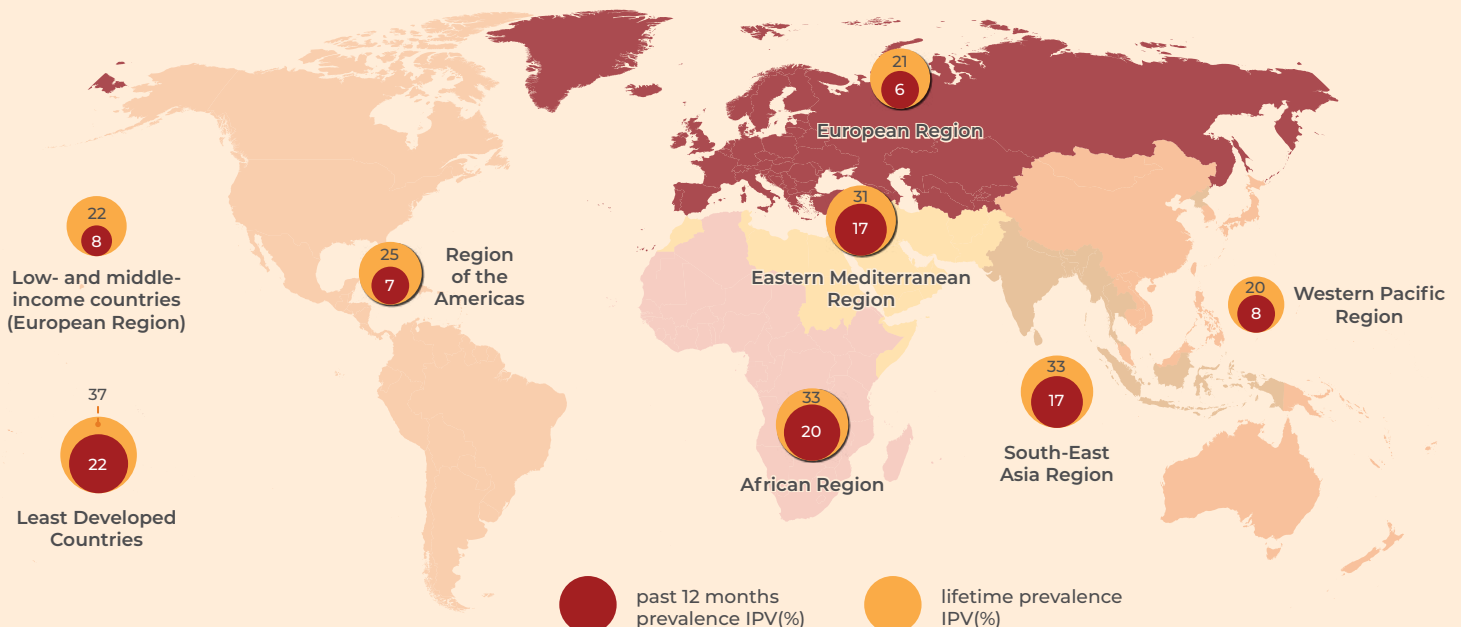 21
6
European Region
22
8
Low- and middle-
income countries
(European Region)
25
7
Region
of the
Americas
31
17
Eastern Mediterranean
Region
20
8
Western Pacific
Region
37
22
Least Developed
Countries
33
20
African Region
33
17
South-East
Asia Region
past 12 months
prevalence IPV(%)
lifetime prevalence
IPV(%)